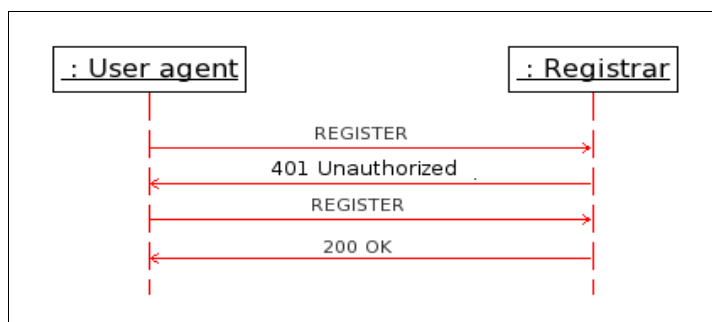 : User agent
: Registrar
REGISTER
401 Unauthorized
REGISTER
200 OK